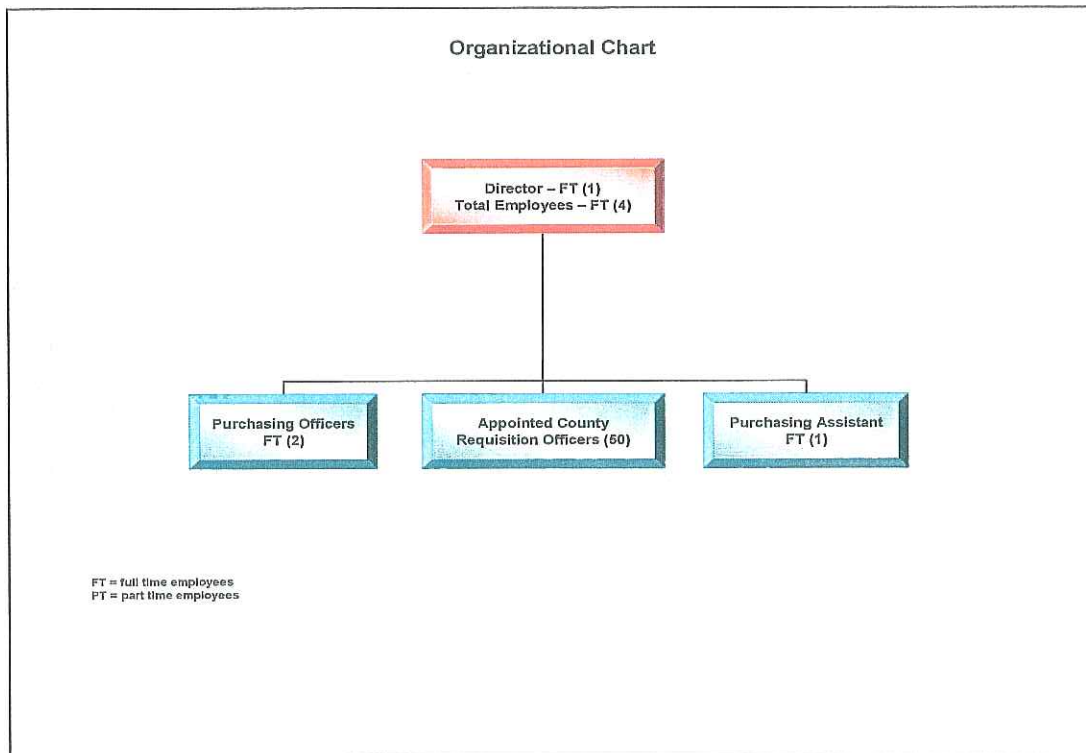 Organizational Chart
Director – FT (1)
Total Employees – FT (4)
Purchasing Officers
FT (2)
Appointed County
Requisition Officers (50)
Purchasing Assistant
FT (1)
FT = full time employees
PT = part time employees